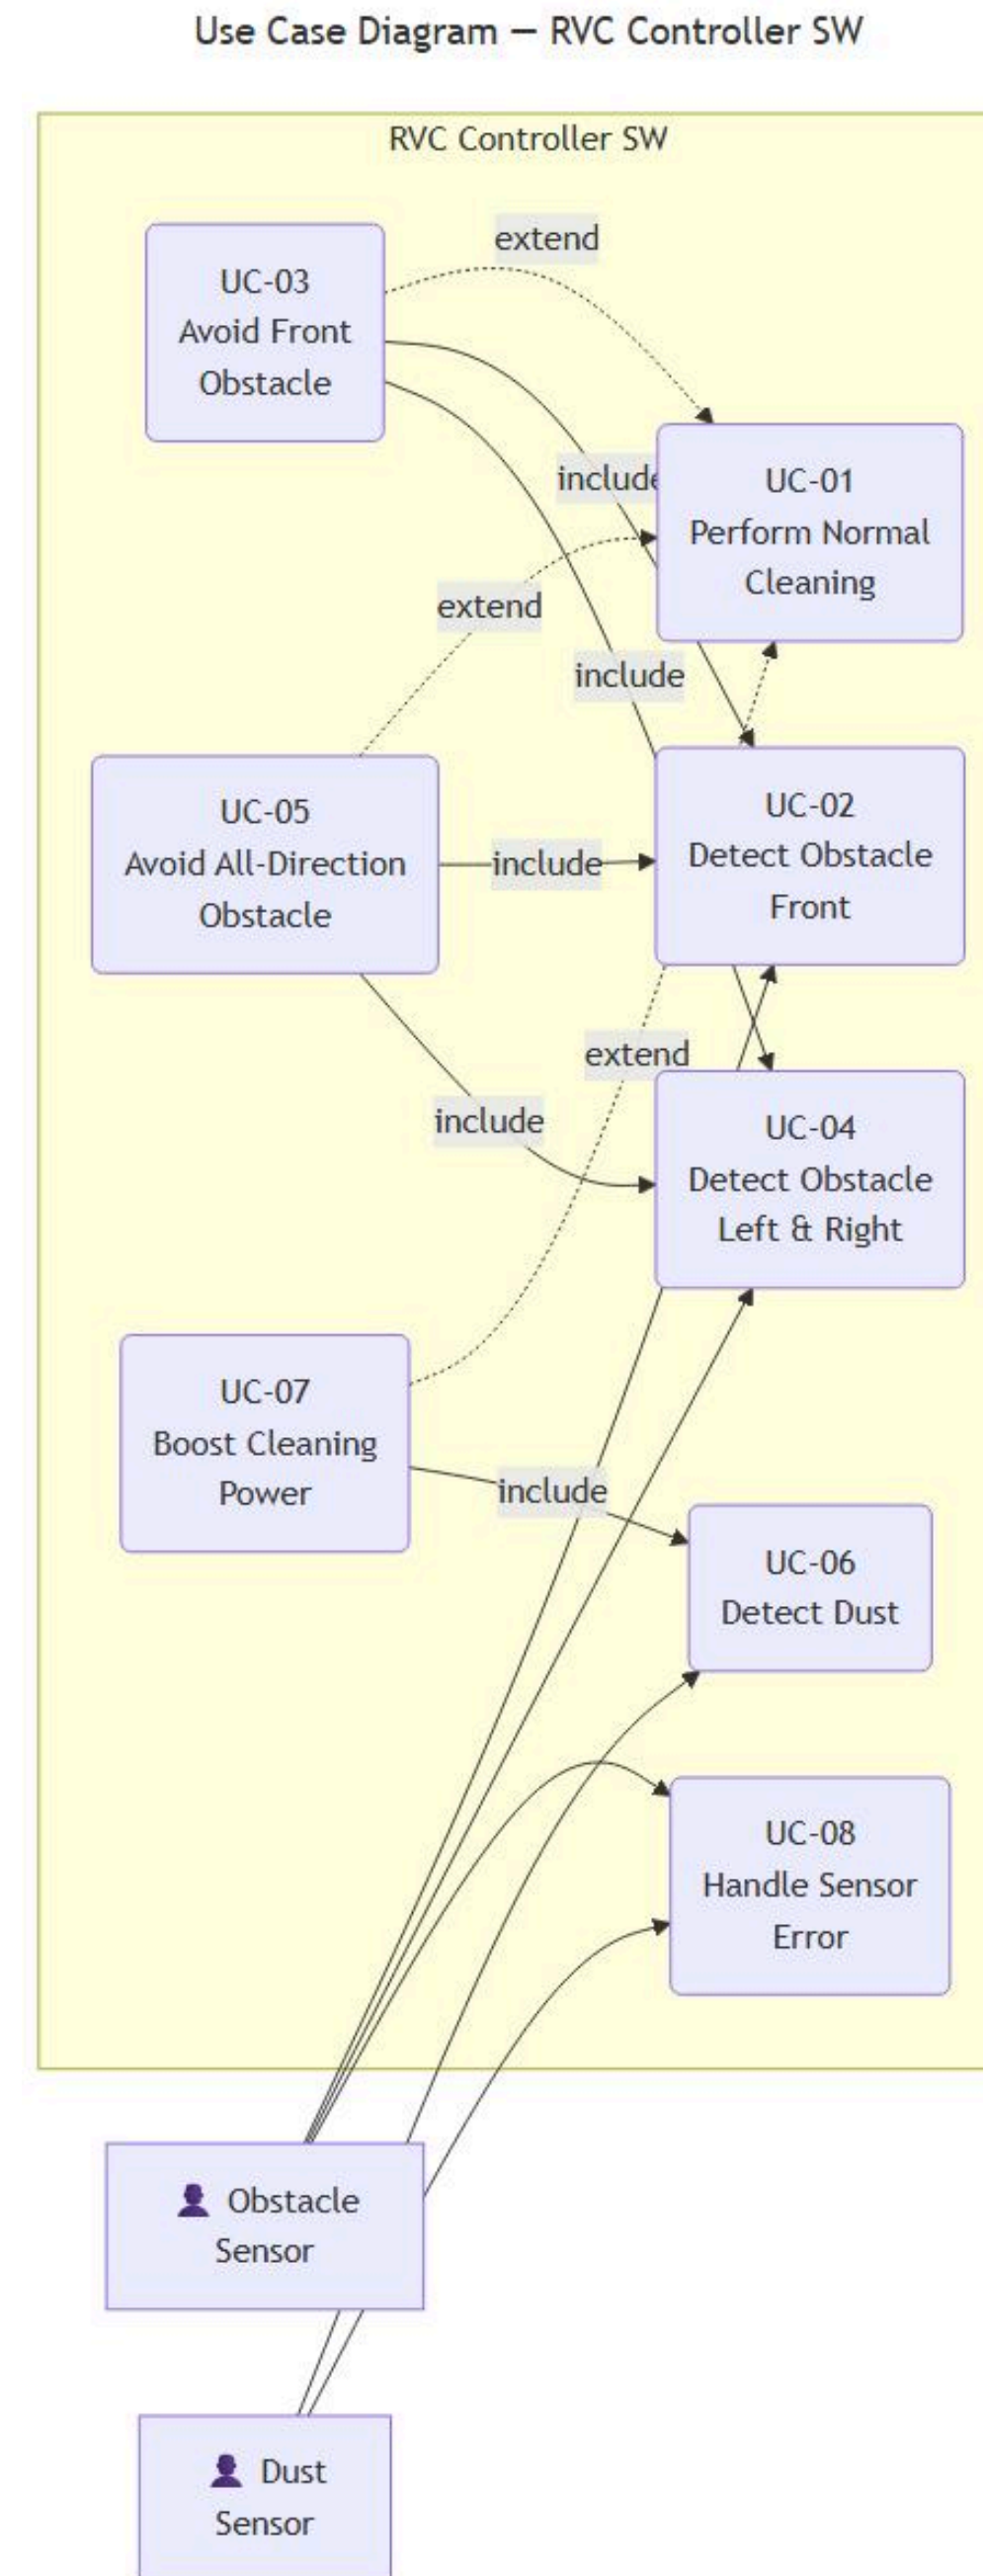 Use Case Diagram — RVC Controller SW
RVC Controller SW
extend
UC-03
Avoid Front
Obstacle
include
UC-01
Perform Normal
Cleaning
extend
include
UC-05
Avoid All-Direction
Obstacle
include
UC-02
Detect Obstacle
Front
extend
include
UC-04
Detect Obstacle
Left & Right
UC-07
Boost Cleaning
Power
include
UC-06
Detect Dust
UC-08
Handle Sensor
Error
Obstacle
Sensor
Dust
Sensor